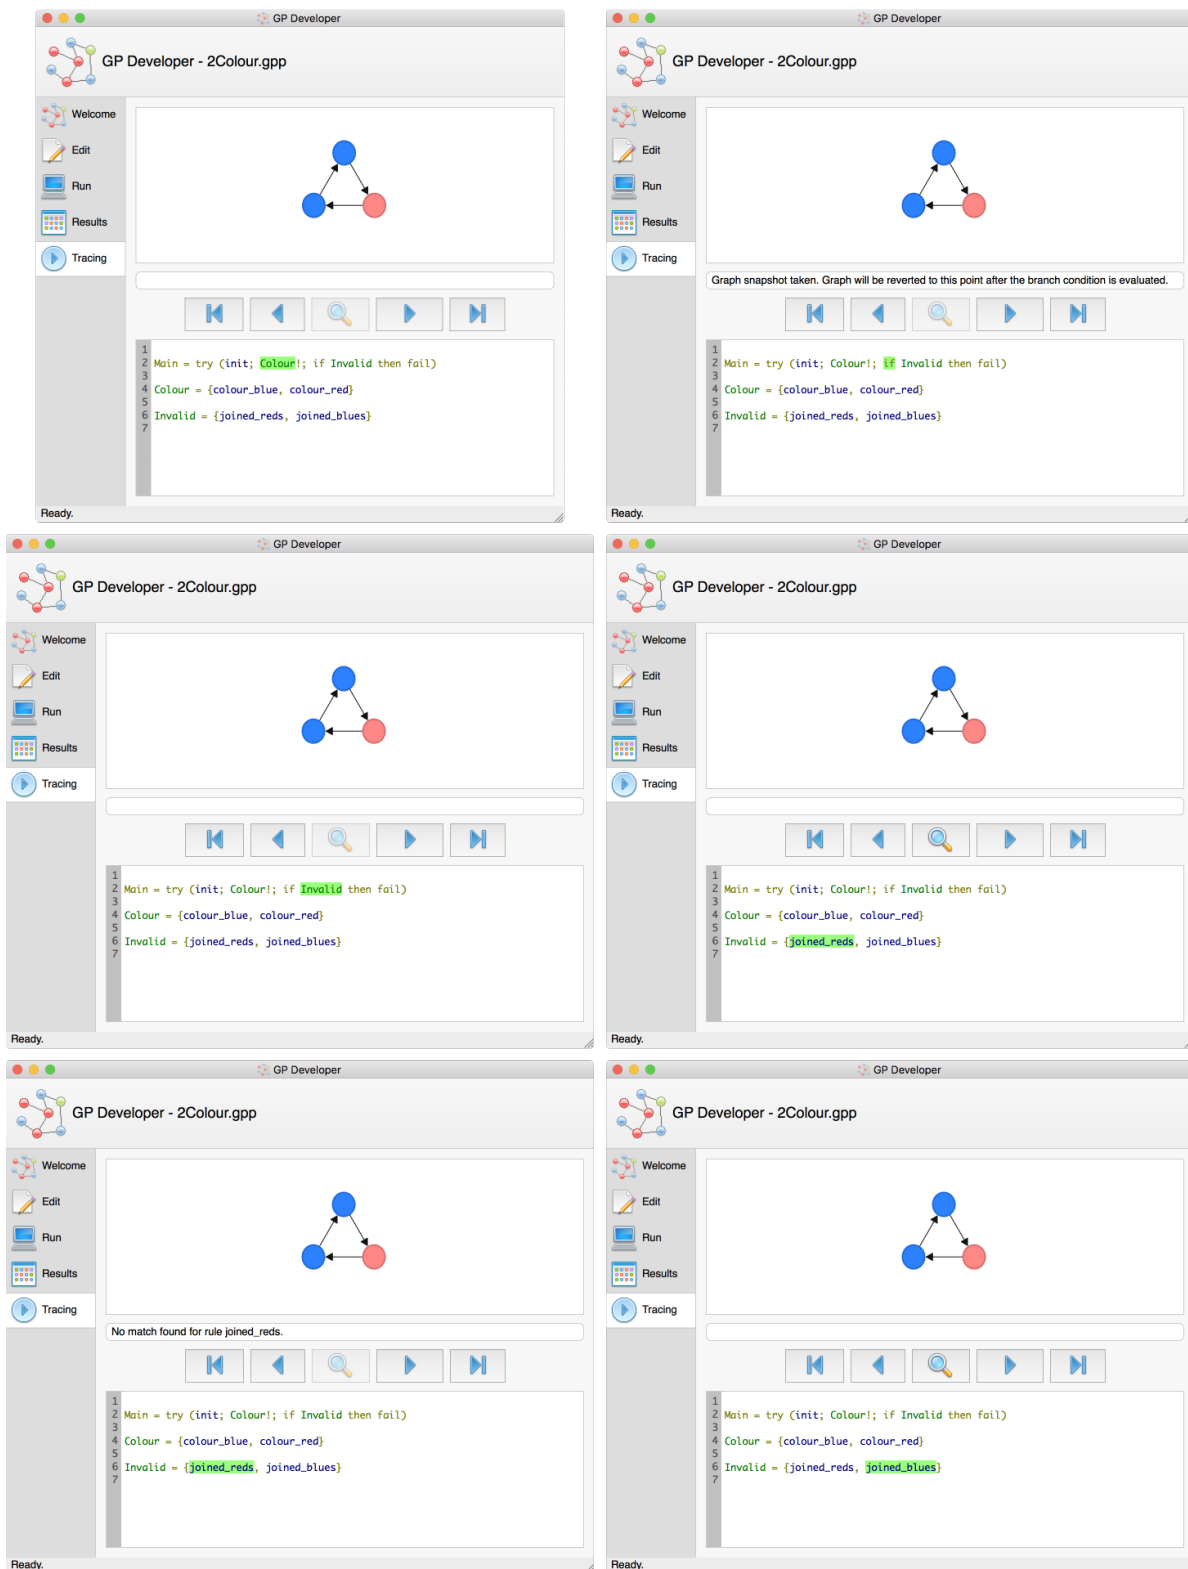 GP Developer
GP Developer - 2Colour.gpp
Welcome
Edit
Run
Results
Tracing
1
2 Main = try (init; Colour!; if Invalid then fail)
3
4 Colour = {colour_blue, colour_red}
5
6 Invalid = {joined_reds, joined_blues}
7
Ready.
GP Developer
GP Developer - 2Colour.gpp
Welcome
Edit
Run
Results
Tracing
Graph snapshot taken. Graph will be reverted to this point after the branch condition is evaluated.
1
2 Main = try (init; Colour!; if Invalid then fail)
3
4 Colour = {colour_blue, colour_red}
5
6 Invalid = {joined_reds, joined_blues}
7
Ready.
GP Developer
GP Developer - 2Colour.gpp
Welcome
Edit
Run
Results
Tracing
1
2 Main = try (init; Colour!; if Invalid then fail)
3
4 Colour = {colour_blue, colour_red}
5
6 Invalid = {joined_reds, joined_blues}
7
Ready.
GP Developer
GP Developer - 2Colour.gpp
Welcome
Edit
Run
Results
Tracing
1
2 Main = try (init; Colour!; if Invalid then fail)
3
4 Colour = {colour_blue, colour_red}
5
6 Invalid = {joined_reds, joined_blues}
7
Ready.
GP Developer
GP Developer - 2Colour.gpp
Welcome
Edit
Run
Results
Tracing
No match found for rule joined_reds.
1
2 Main = try (init; Colour!; if Invalid then fail)
3
4 Colour = {colour_blue, colour_red}
5
6 Invalid = {joined_reds, joined_blues}
7
Ready.
GP Developer
GP Developer - 2Colour.gpp
Welcome
Edit
Run
Results
Tracing
1
2 Main = try (init; Colour!; if Invalid then fail)
3
4 Colour = {colour_blue, colour_red}
5
6 Invalid = {joined_reds, joined_blues}
7
Ready.